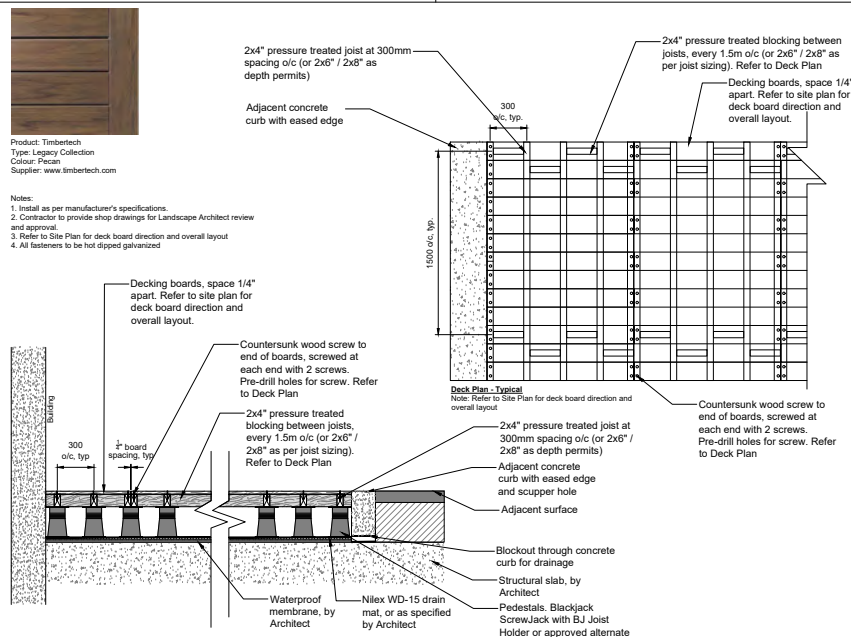 Product: Timbertech
Type: Legacy Collection
Colour: Pecan
Supplier: www.timbertech.com
Notes:
1. Install as per manufacturer's specifications.
2. Contractor to provide shop drawings for Landscape Architect review
and approval.
3. Refer to Site Plan for deck board direction and overall layout
4. All fasteners to be hot dipped galvanized
2x4" pressure treated joist at 300mm
spacing o/c (or 2x6" / 2x8" as
depth permits)
Adjacent concrete
curb with eased edge
300
o/c, typ.
2x4" pressure treated blocking between
joists, every 1.5m o/c (or 2x6" / 2x8" as
per joist sizing). Refer to Deck Plan
Decking boards, space 1/4"
apart. Refer to site plan for
deck board direction and
overall layout.
1500 o/c, typ.
Deck Plan - Typical
Note: Refer to Site Plan for deck board direction and
overall layout
Countersunk wood screw to
end of boards, screwed at
each end with 2 screws.
Pre-drill holes for screw. Refer
to Deck Plan
Decking boards, space 1/4"
apart. Refer to site plan for
deck board direction and
overall layout.
Countersunk wood screw to
end of boards, screwed at
each end with 2 screws.
Pre-drill holes for screw. Refer
to Deck Plan
2x4" pressure treated
blocking between joists,
every 1.5m o/c (or 2x6" /
2x8" as per joist sizing).
Refer to Deck Plan
Building
300
o/c, typ
1/4" board
spacing, typ
2x4" pressure treated joist at
300mm spacing o/c (or 2x6" /
2x8" as depth permits)
Adjacent concrete
curb with eased edge
and scupper hole
Adjacent surface
Blockout through concrete
curb for drainage
Structural slab, by
Architect
Pedestals. Blackjack
ScrewJack with BJ Joist
Holder or approved alternate
Waterproof
membrane, by
Architect
Nilex WD-15 drain
mat, or as specified
by Architect